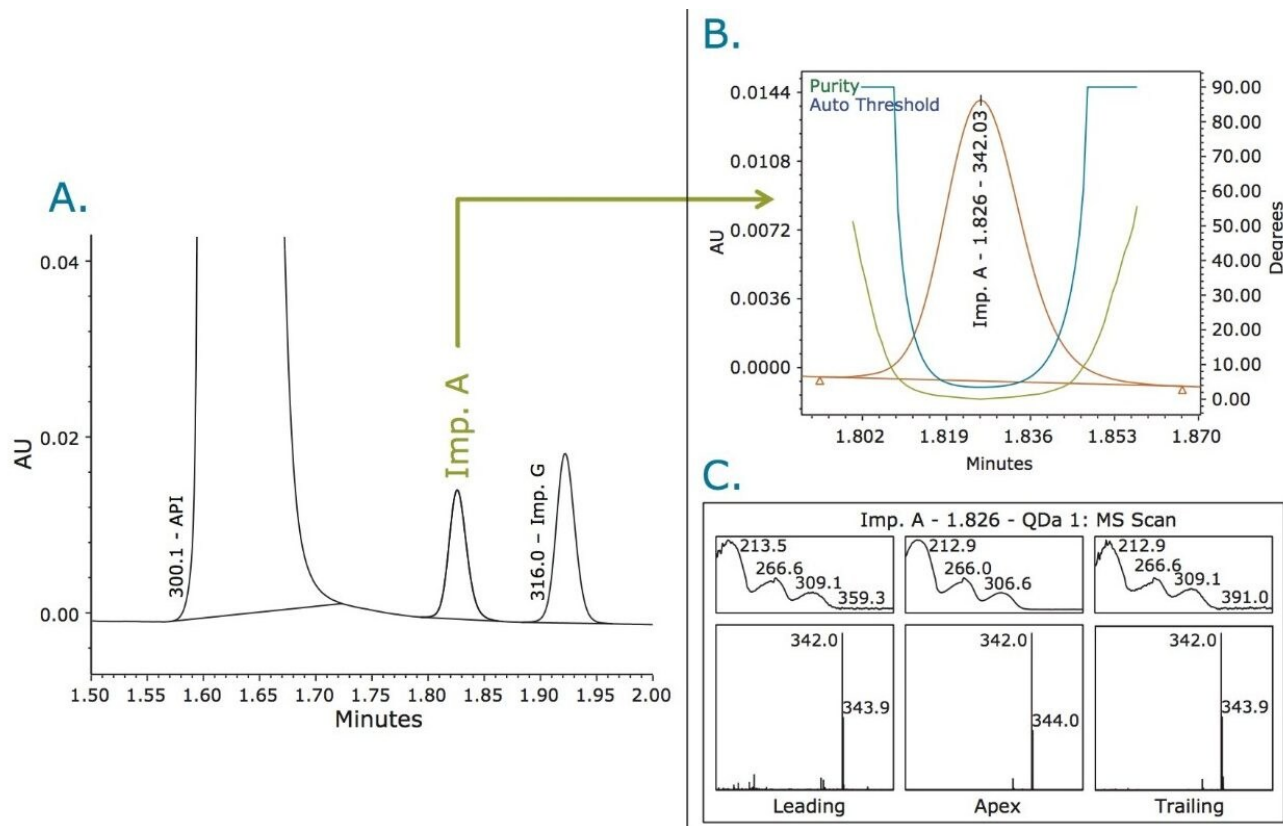 A.
AU
0.04
0.02
0.00
300.1 - API
Imp. A
316.0 – Imp. G
1.50 1.55 1.60 1.65 1.70 1.75 1.80 1.85 1.90 1.95 2.00
Minutes
B.
Purity
Auto Threshold
AU
0.0144
0.0108
0.0072
0.0036
0.0000
Imp. A - 1.826 - 342.03
90.00
80.00
70.00
60.00
50.00
40.00
30.00
20.00
10.00
0.00
Degrees
1.802 1.819 1.836 1.853 1.870
Minutes
C.
Imp. A - 1.826 - QDa 1: MS Scan
213.5
266.6
309.1
359.3
212.9
266.0
306.6
212.9
266.6
309.1
391.0
342.0
343.9
342.0
344.0
342.0
343.9
Leading Apex Trailing